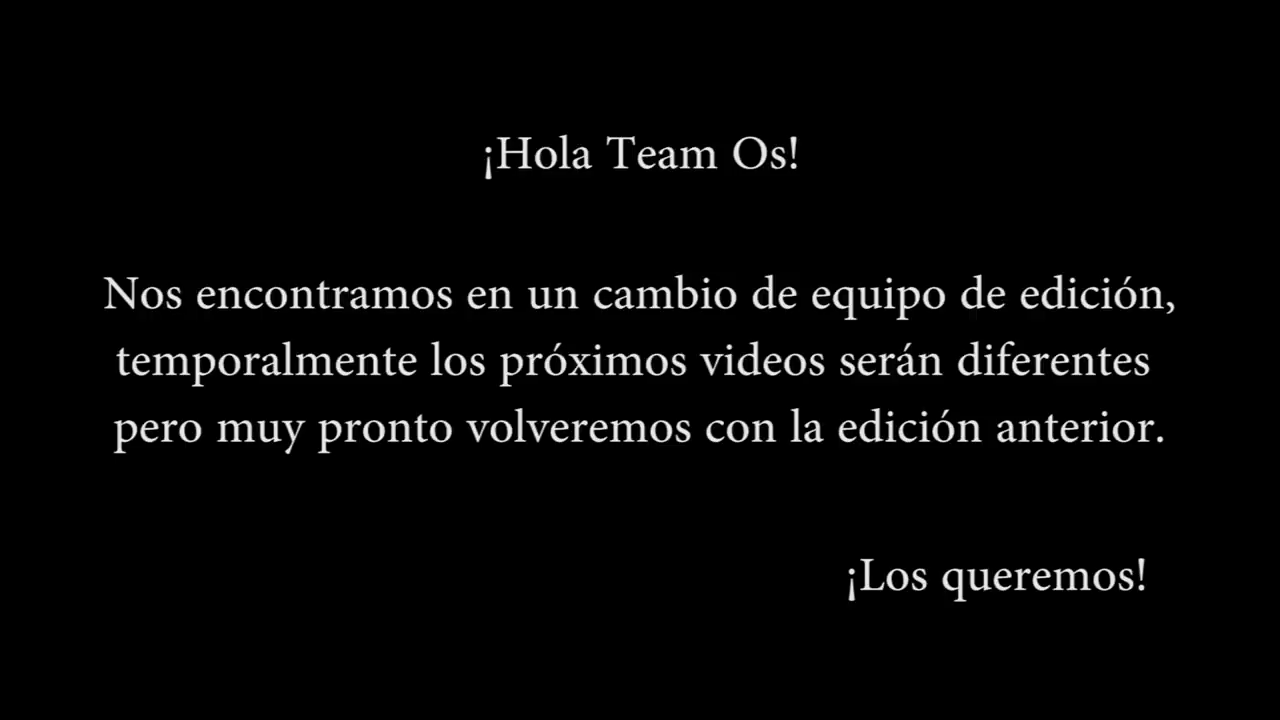 ¡Hola Team Os!
Nos encontramos en un cambio de equipo de edición,
temporalmente los próximos videos serán diferentes
pero muy pronto volveremos con la edición anterior.
¡Los queremos!